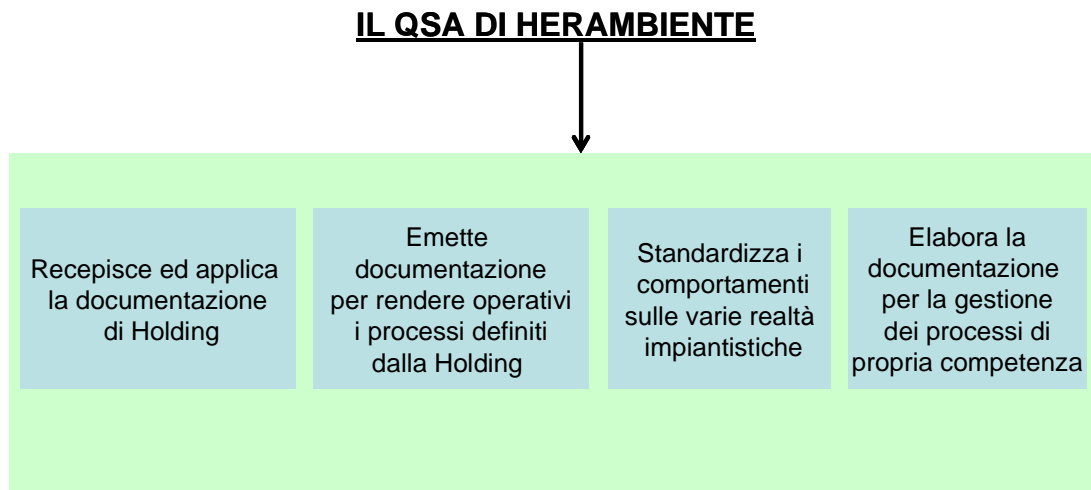 IL QSA DI HERAMBIENTE
Recepisce ed applica
la documentazione
di Holding
Emette
documentazione
per rendere operativi
i processi definiti
dalla Holding
Standardizza i
comportamenti
sulle varie realtà
impiantistiche
Elabora la
documentazione
per la gestione
dei processi di
propria competenza